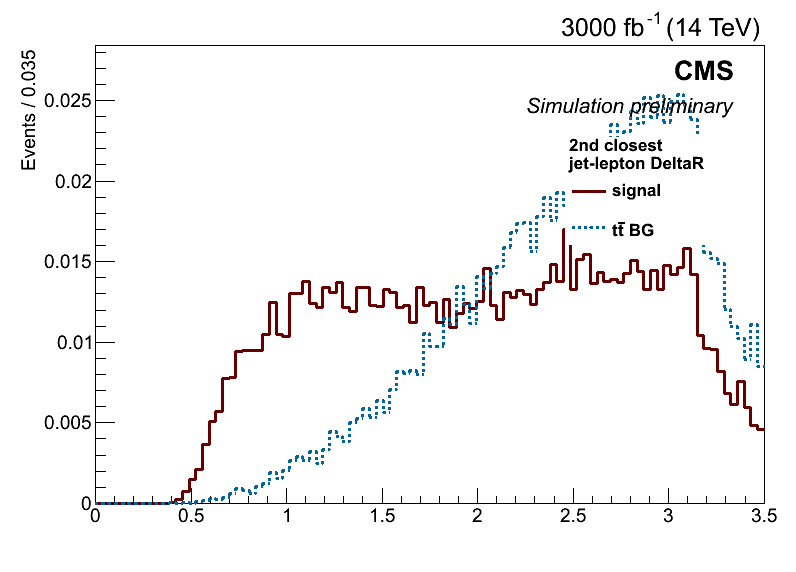 3000 fb⁻¹ (14 TeV)
Events / 0.035
CMS
Simulation preliminary
2nd closest
jet-lepton DeltaR
signal
tt̄ BG
0.025
0.02
0.015
0.01
0.005
0
0 0.5 1 1.5 2 2.5 3 3.5